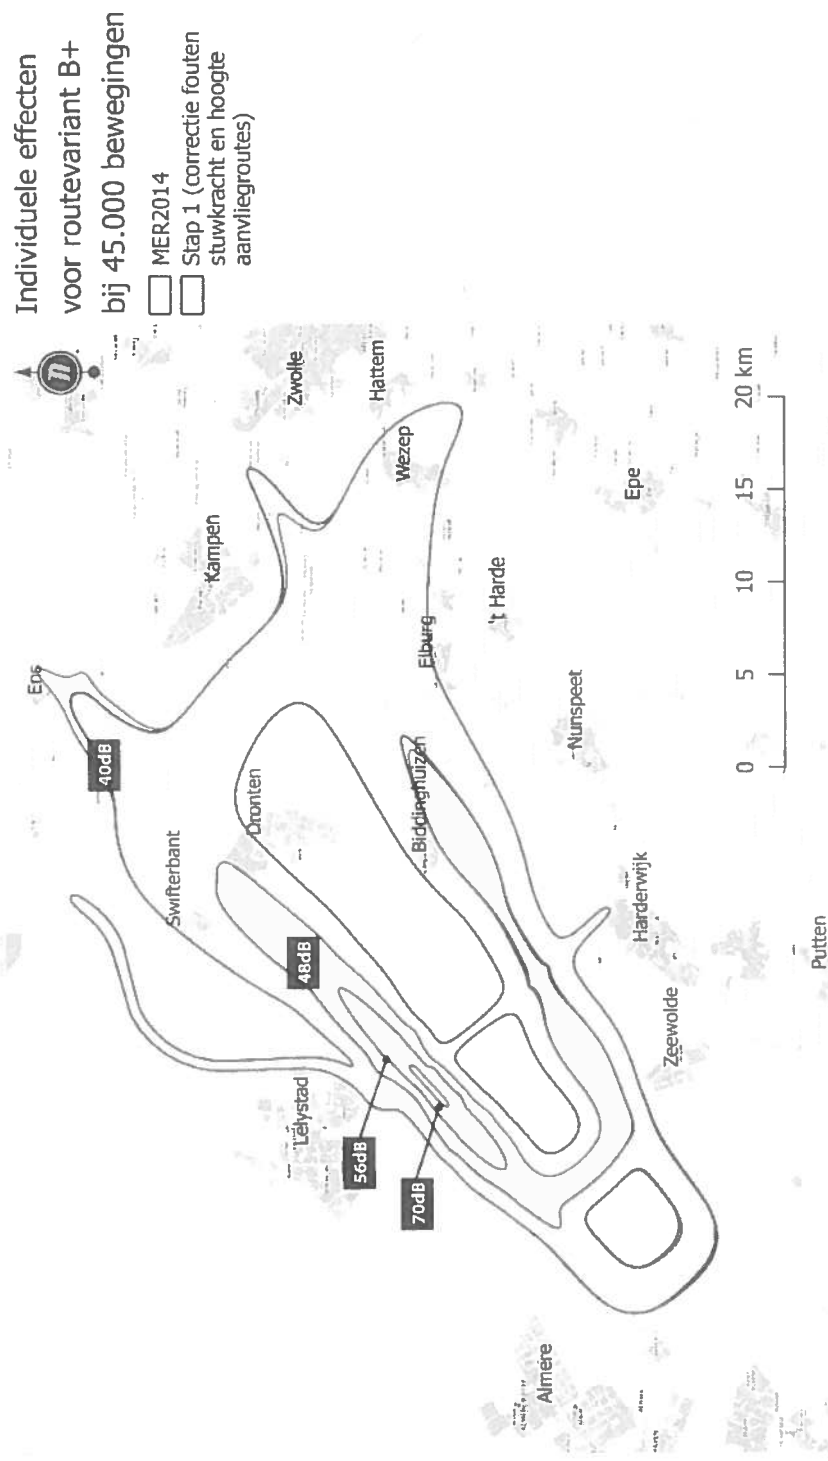 Individuele effecten
voor routevariant B+
bij 45.000 bewegingen
MER2014
Stap 1 (correctie fouten
stuwkracht en hoogte
aanvliegroutes)
n
Zwolle
Hattem
Wezep
Epe
Kampen
't Harde
Elburg
Nunspeet
40dB
Dronten
Biddinghuizen
Swifterbant
48dB
Harderwijk
Putten
Zeewolde
Lelystad
56dB
70dB
Almere
0 5 10 15 20 km